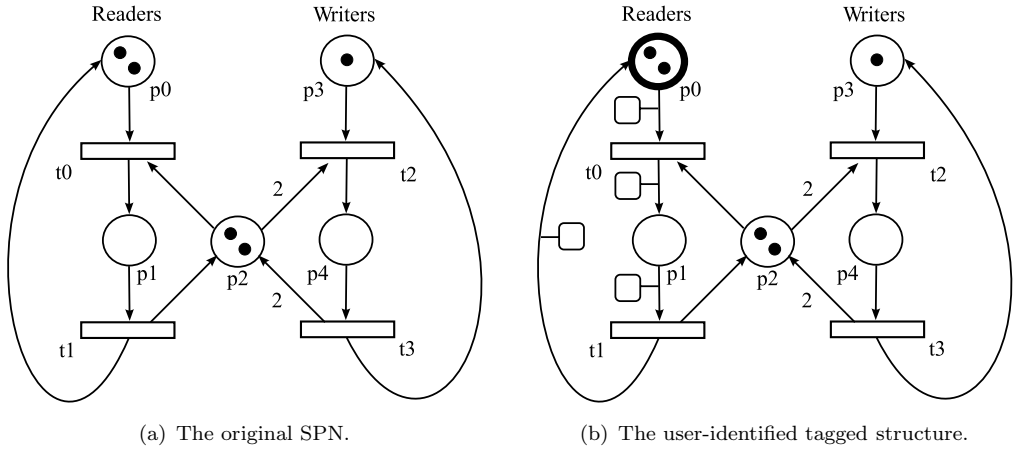 Readers
Writers
p0
p3
t0
t2
2
p1
p2
p4
2
t1
t3
(a) The original SPN.
Readers
Writers
p0
p3
t0
t2
2
p1
p2
p4
2
t1
t3
(b) The user-identified tagged structure.